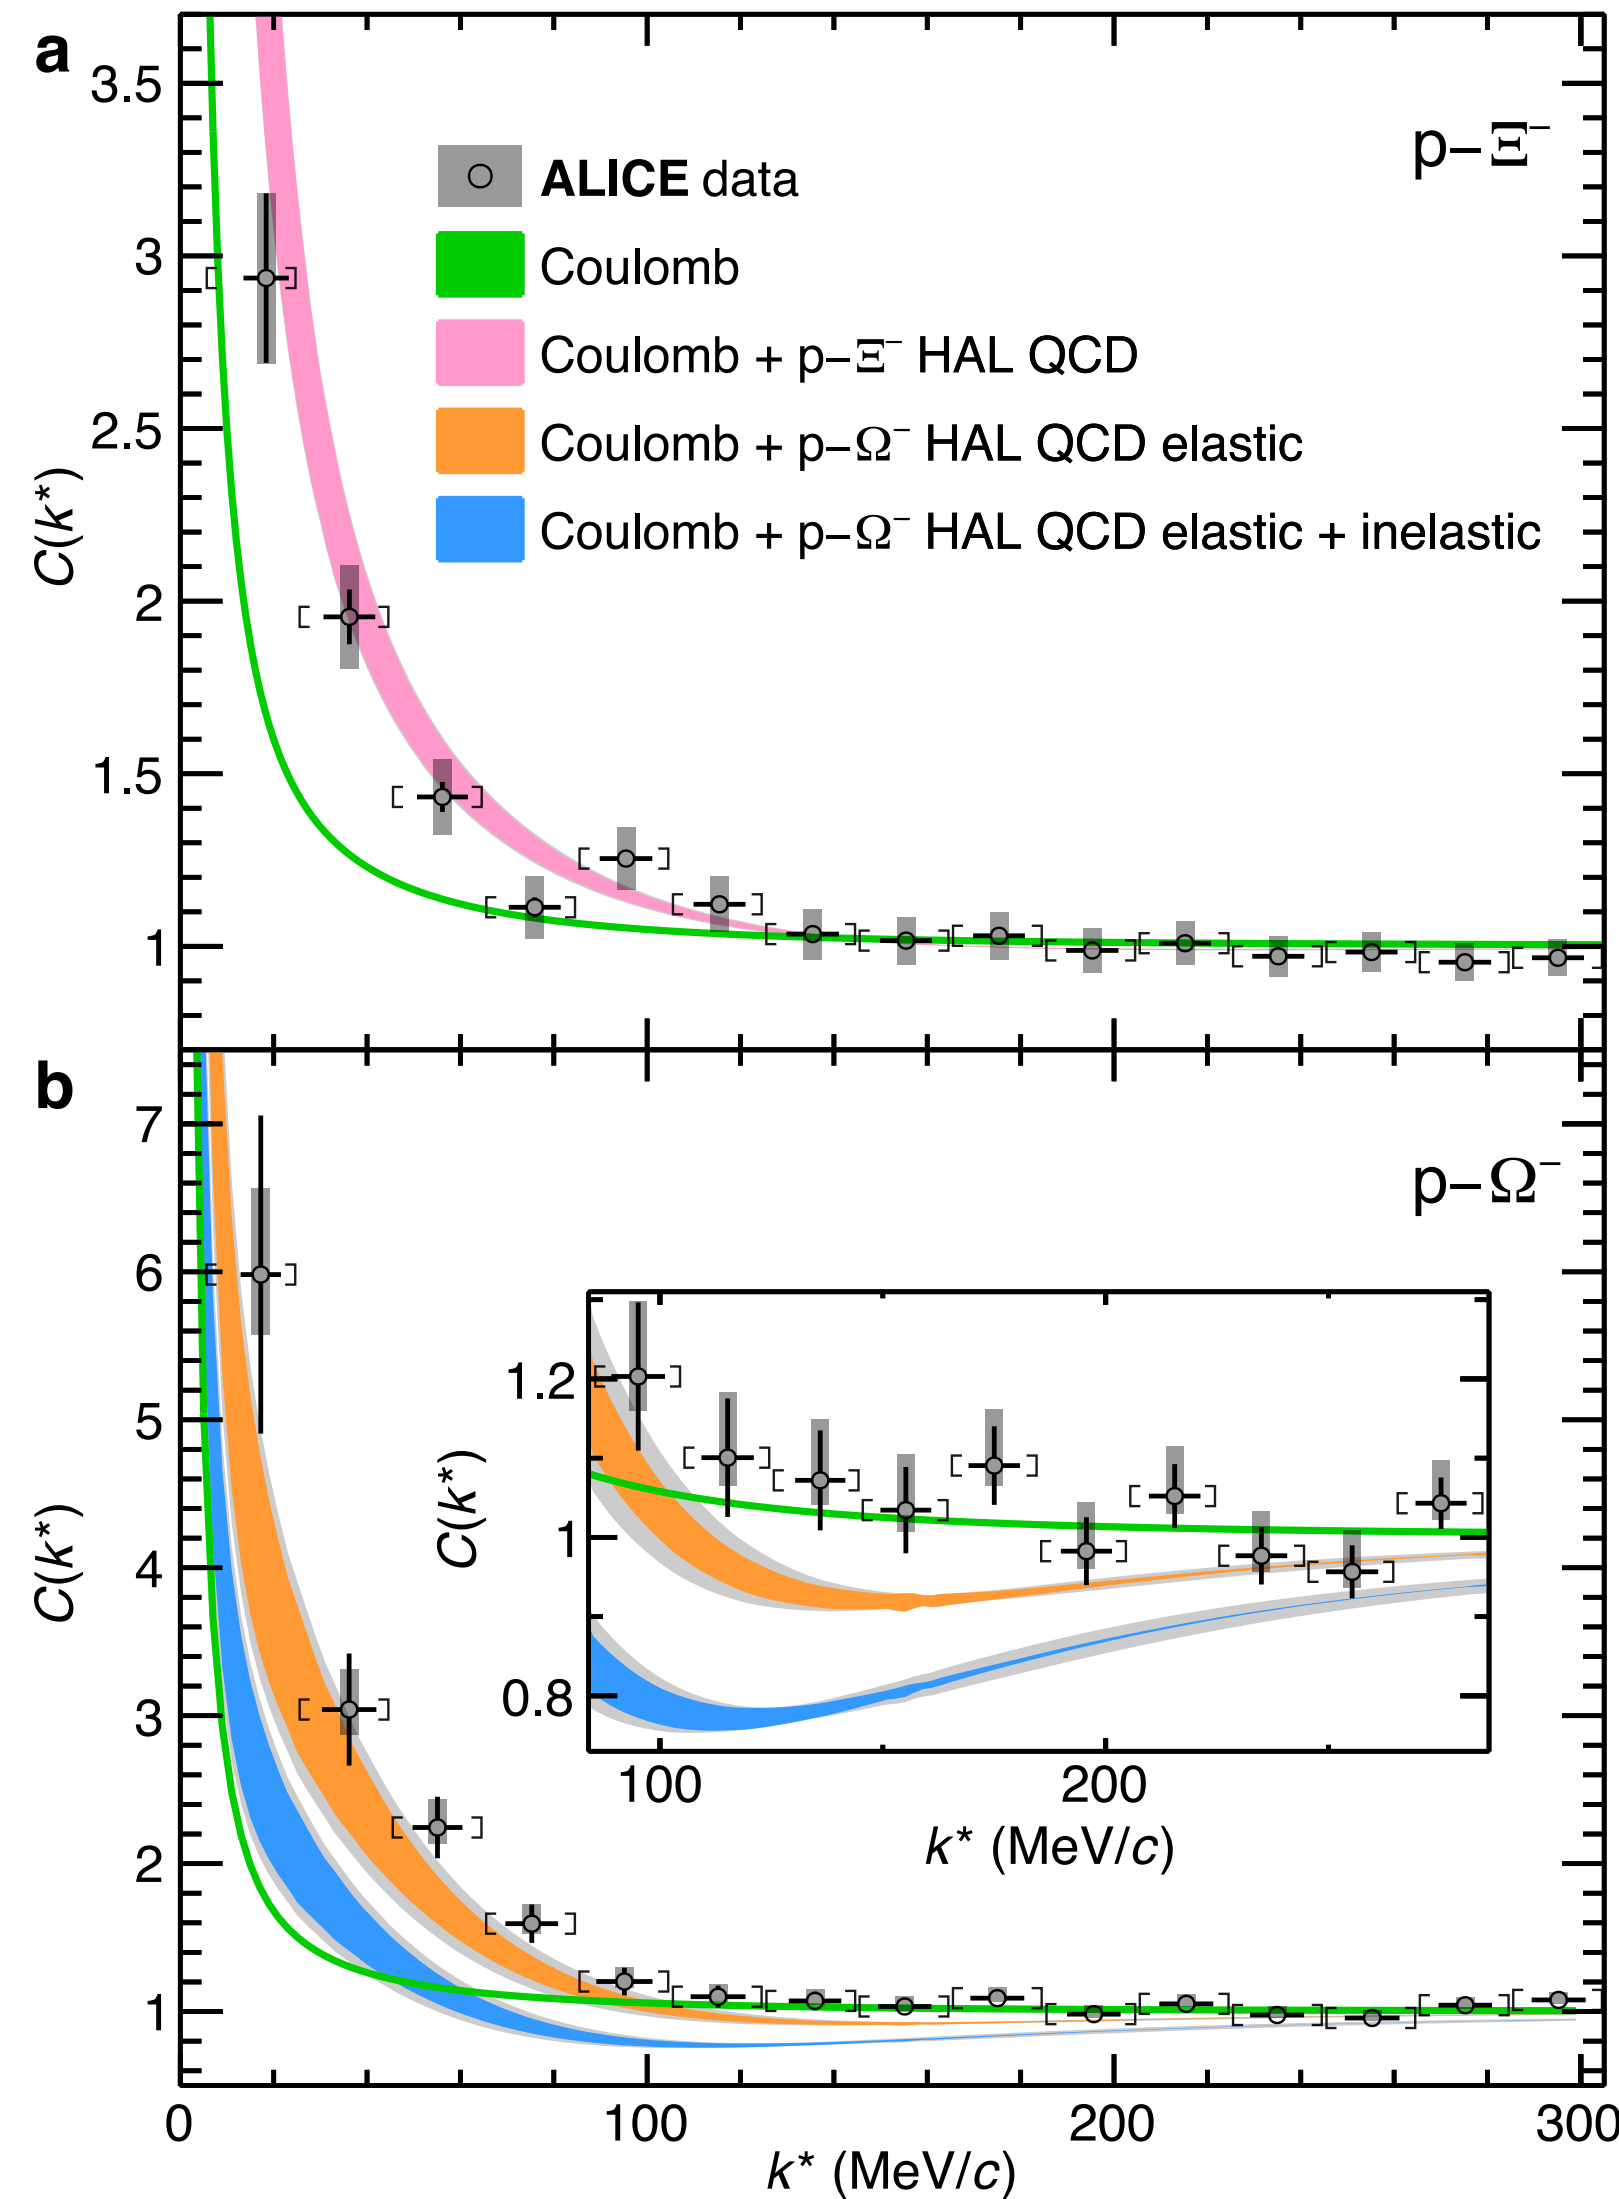 a
p–Ξ⁻
ALICE data
Coulomb
Coulomb + p–Ξ⁻ HAL QCD
Coulomb + p–Ω⁻ HAL QCD elastic
Coulomb + p–Ω⁻ HAL QCD elastic + inelastic
3.5
3
2.5
2
1.5
1
C(k*)
b
p–Ω⁻
7
6
5
4
3
2
1
C(k*)
1.2
1
0.8
C(k*)
100 200
k* (MeV/c)
0 100 200 300
k* (MeV/c)